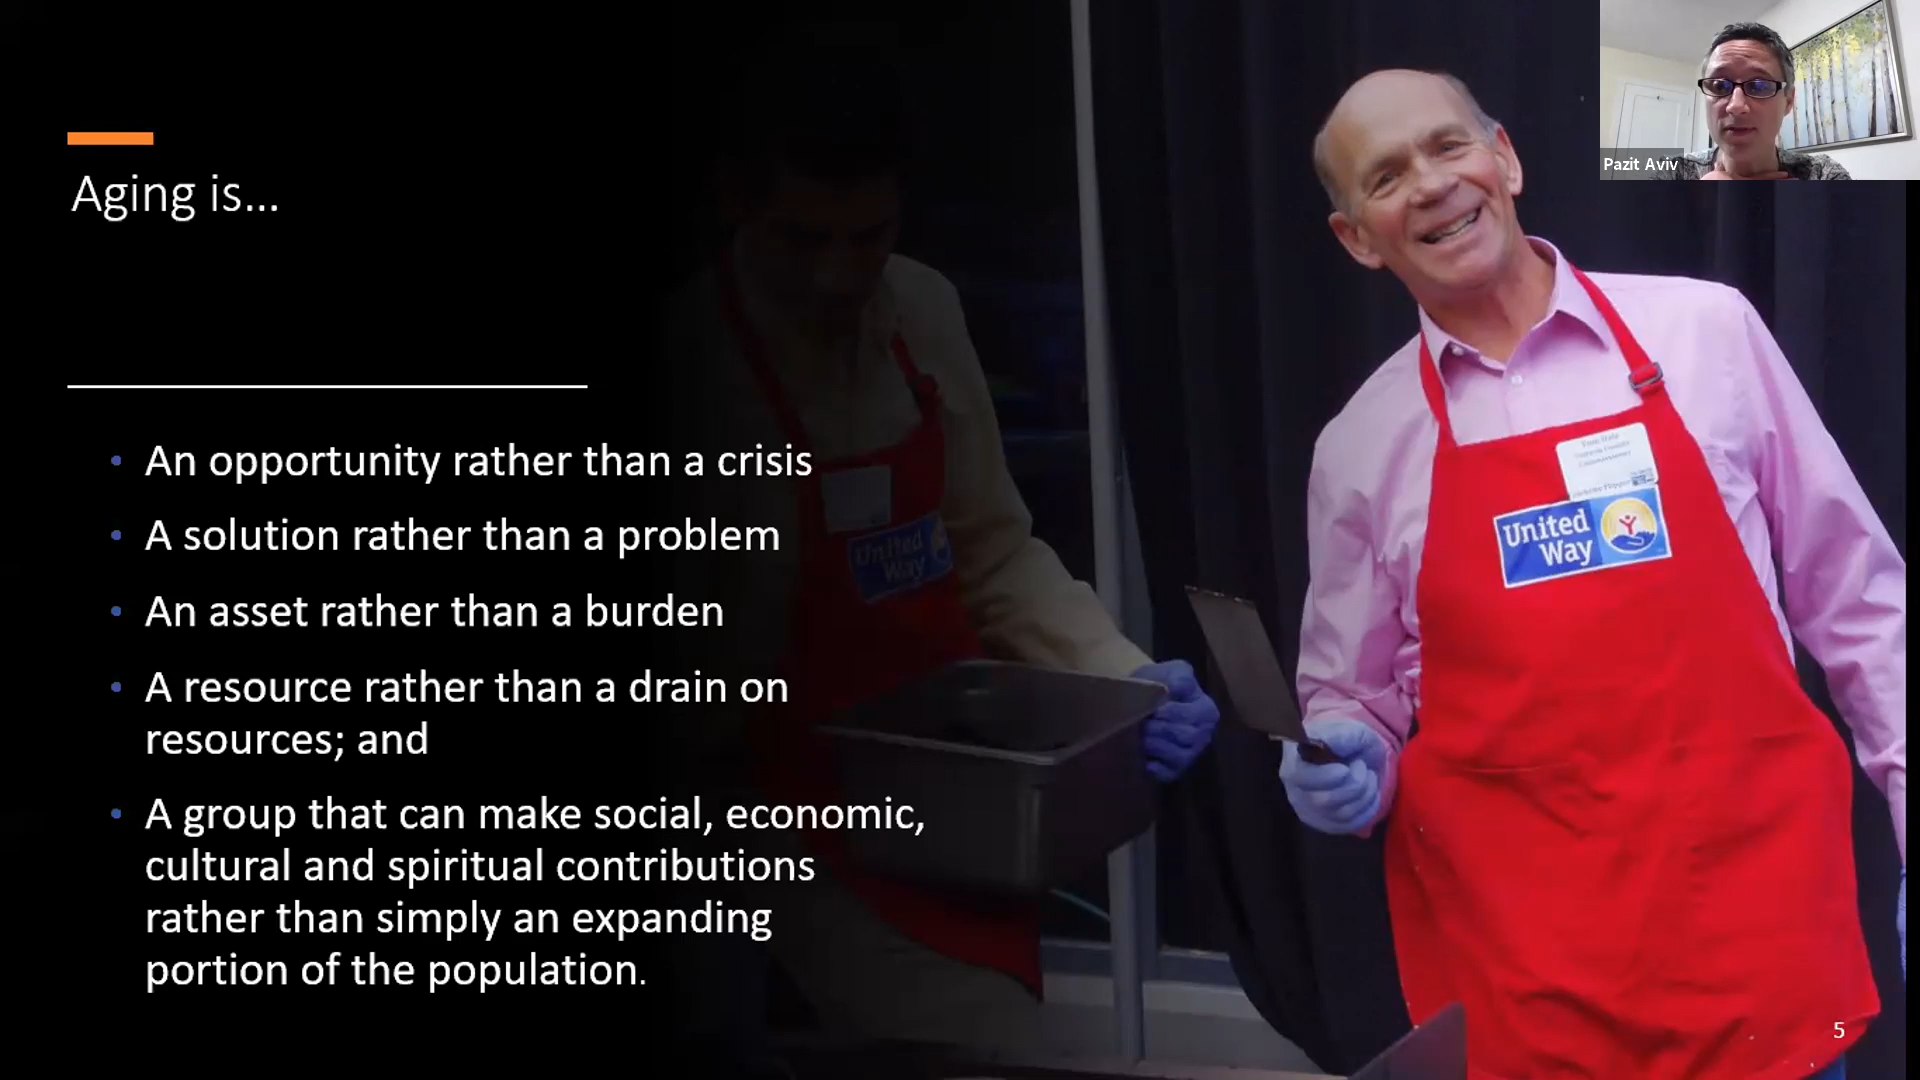 Aging is...
An opportunity rather than a crisis
A solution rather than a problem
An asset rather than a burden
A resource rather than a drain on
resources; and
A group that can make social, economic,
cultural and spiritual contributions
rather than simply an expanding
portion of the population.
Pazit Aviv
United
Way
United
Way
5